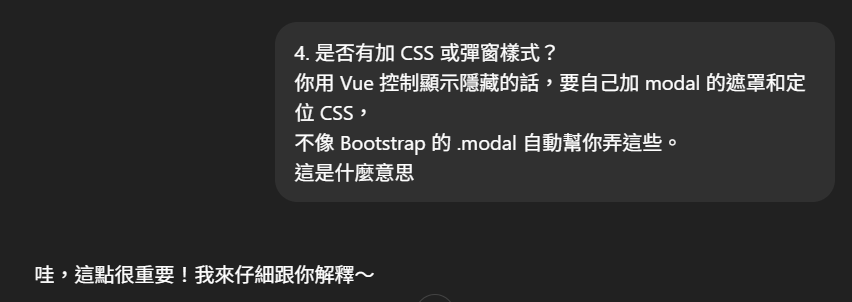 4. 是否有加 CSS 或彈窗樣式？
你用 Vue 控制顯示隱藏的話，要自己加 modal 的遮罩和定
位 CSS，
不像 Bootstrap 的 .modal 自動幫你弄這些。
這是什麼意思
哇，這點很重要！我來仔細跟你解釋～